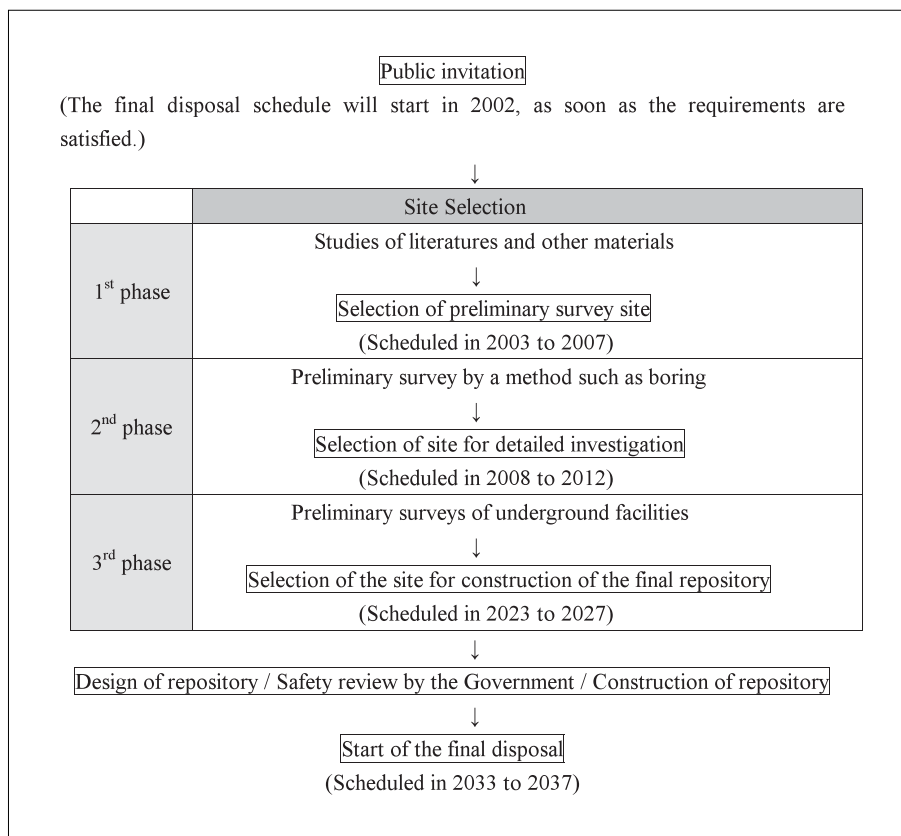 Public invitation
(The final disposal schedule will start in 2002, as soon as the requirements are
satisfied.)
↓
Site Selection
1st phase
Studies of literatures and other materials
↓
Selection of preliminary survey site
(Scheduled in 2003 to 2007)
2nd phase
Preliminary survey by a method such as boring
↓
Selection of site for detailed investigation
(Scheduled in 2008 to 2012)
3rd phase
Preliminary surveys of underground facilities
↓
Selection of the site for construction of the final repository
(Scheduled in 2023 to 2027)
↓
Design of repository / Safety review by the Government / Construction of repository
↓
Start of the final disposal
(Scheduled in 2033 to 2037)